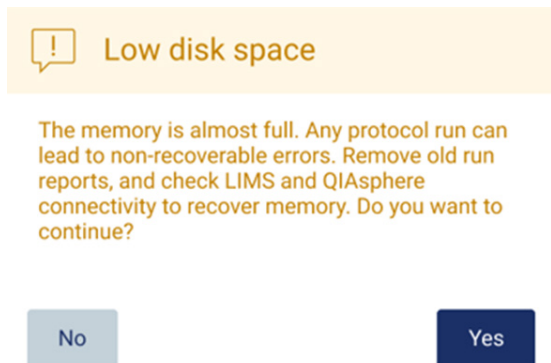 !
Low disk space
The memory is almost full. Any protocol run can
lead to non-recoverable errors. Remove old run
reports, and check LIMS and QIAsphere
connectivity to recover memory. Do you want to
continue?
No
Yes